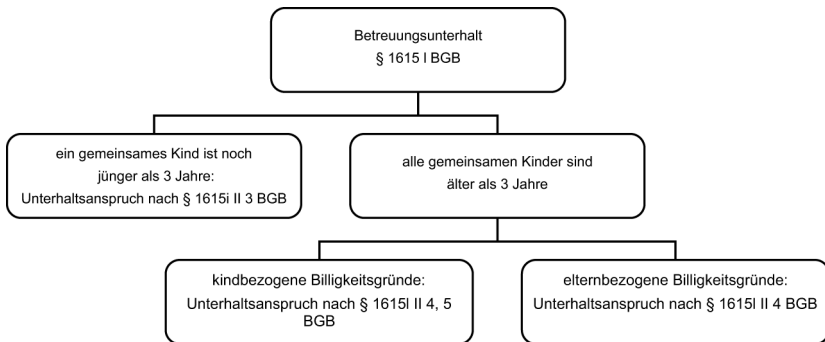 Betreuungsunterhalt
§ 1615 l BGB
ein gemeinsames Kind ist noch
jünger als 3 Jahre:
Unterhaltsanspruch nach § 1615i II 3 BGB
alle gemeinsamen Kinder sind
älter als 3 Jahre
kindbezogene Billigkeitsgründe:
Unterhaltsanspruch nach § 1615l II 4, 5
BGB
elternbezogene Billigkeitsgründe:
Unterhaltsanspruch nach § 1615l II 4 BGB